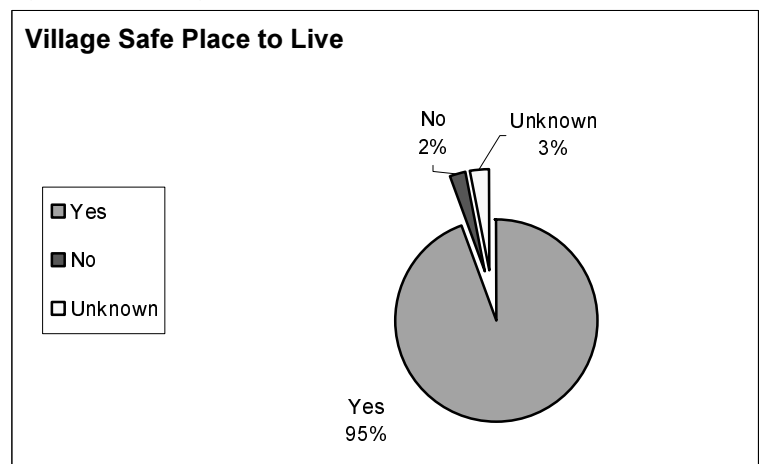 Village Safe Place to Live
No
2%
Unknown
3%
Yes
No
Unknown
Yes
95%